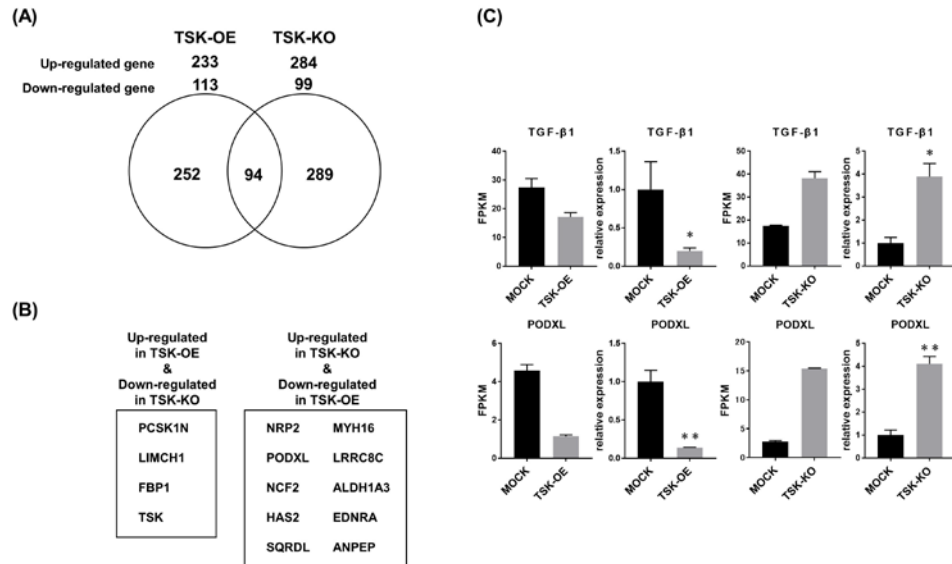 (A)
TSK-OE TSK-KO
Up-regulated gene 233 284
Down-regulated gene 113 99
252 94 289
(B)
Up-regulated
in TSK-OE
&
Down-regulated
in TSK-KO
PCSK1N
LIMCH1
FBP1
TSK
Up-regulated
in TSK-KO
&
Down-regulated
in TSK-OE
NRP2 MYH16
PODXL LRRC8C
NCF2 ALDH1A3
HAS2 EDNRA
SQRDL ANPEP
(C)
TGF-β1
FPKM
40
30
20
10
0
MOCK
TSK-OE
TGF-β1
relative expression
1.5
1.0
0.5
0.0
*
MOCK
TSK-OE
TGF-β1
FPKM
50
40
30
20
10
0
MOCK
TSK-KO
TGF-β1
relative expression
5
4
3
2
1
0
*
MOCK
TSK-KO
PODXL
FPKM
6
4
2
0
MOCK
TSK-OE
PODXL
relative expression
1.5
1.0
0.5
0.0
**
MOCK
TSK-OE
PODXL
FPKM
20
15
10
5
0
MOCK
TSK-KO
PODXL
relative expression
5
4
3
2
1
0
**
MOCK
TSK-KO